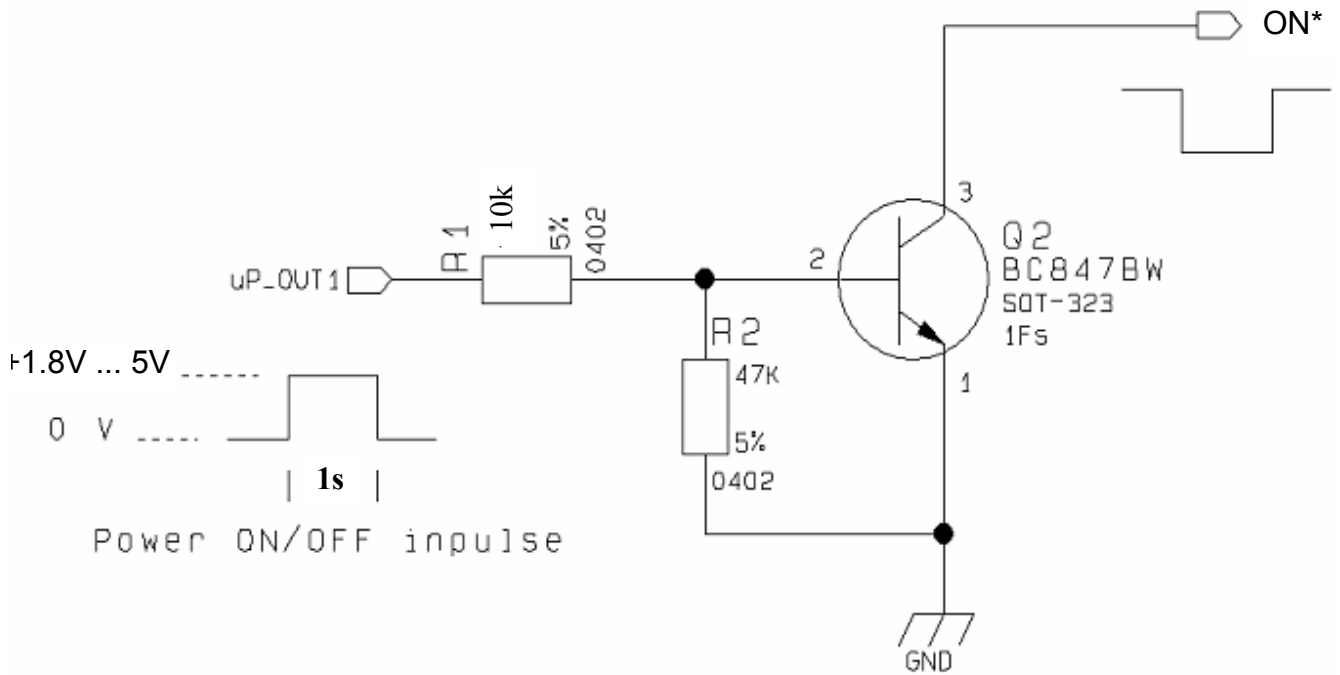 ON*
3
10k
5%
0402
R1
2
Q2
BC847BW
SOT-323
1Fs
uP_OUT1
R2
47K
5%
0402
1
+1.8V ... 5V
0 V
1s
Power ON/OFF inpulse
GND